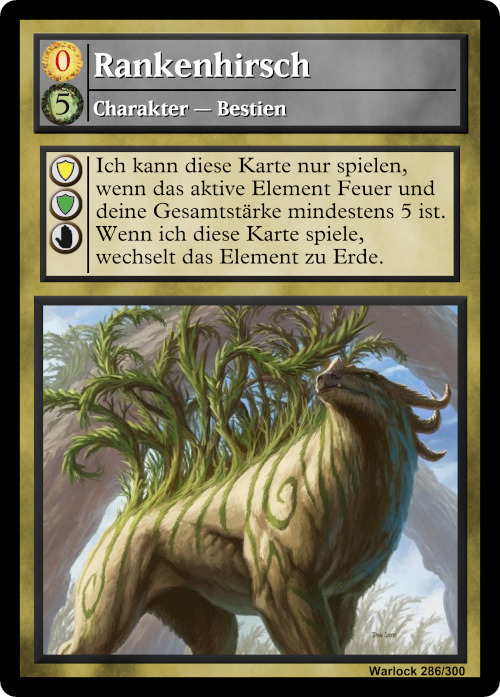 0
Rankenhirsch
5
Charakter — Bestien
Ich kann diese Karte nur spielen,
wenn das aktive Element Feuer und
deine Gesamtstärke mindestens 5 ist.
Wenn ich diese Karte spiele,
wechselt das Element zu Erde.
Warlock 286/300